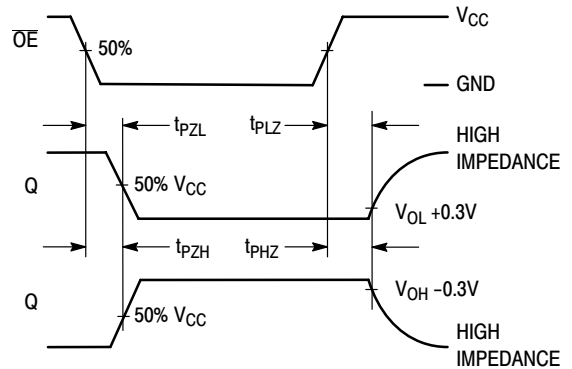 V_CC
OE 50%
GND
t_PZL t_PLZ
HIGH
IMPEDANCE
Q 50% V_CC
V_OL +0.3V
t_PZH t_PHZ
V_OH −0.3V
Q 50% V_CC
HIGH
IMPEDANCE